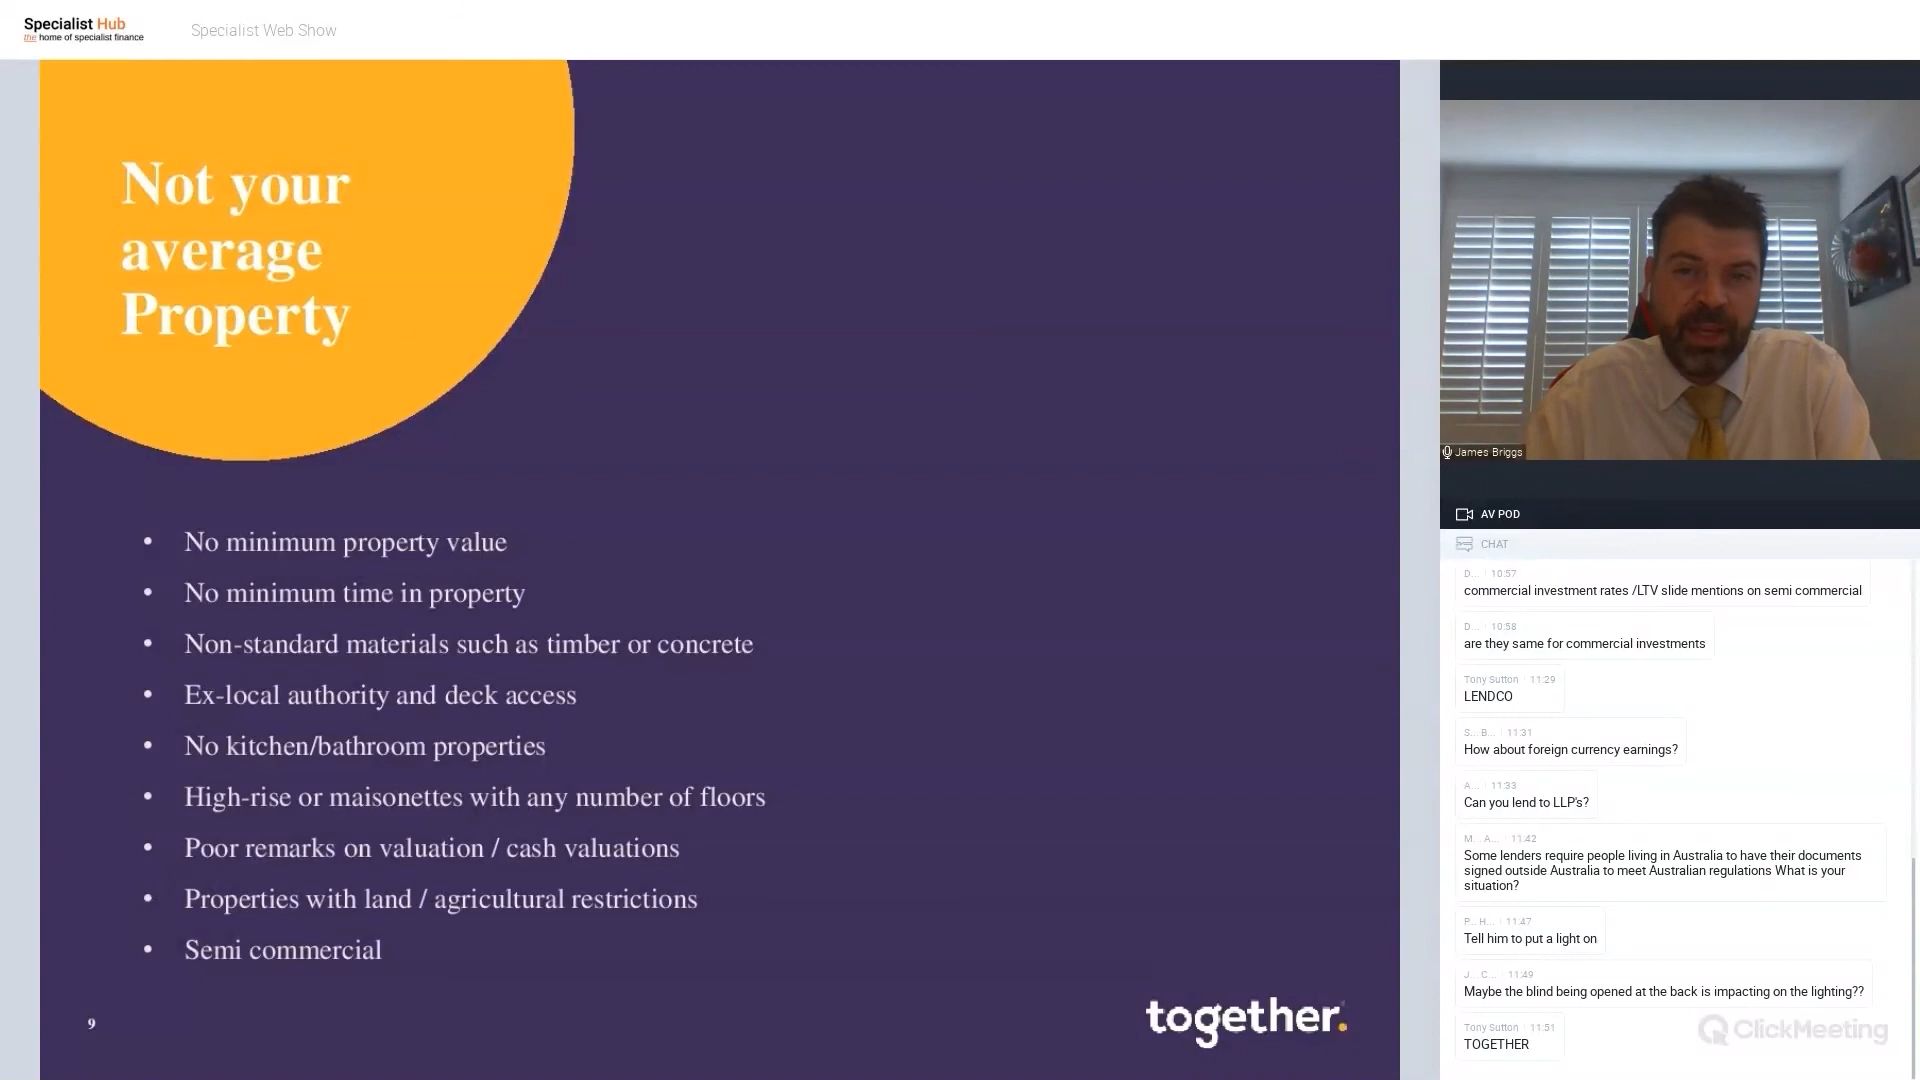 Specialist Hub
the home of specialist finance
Specialist Web Show
Not your
average
Property
• No minimum property value
• No minimum time in property
• Non-standard materials such as timber or concrete
• Ex-local authority and deck access
• No kitchen/bathroom properties
• High-rise or maisonettes with any number of floors
• Poor remarks on valuation / cash valuations
• Properties with land / agricultural restrictions
• Semi commercial
9
together.
James Briggs
AV POD
CHAT
D... 10:57
commercial investment rates /LTV slide mentions on semi commercial
D... 10:58
are they same for commercial investments
Tony Sutton 11:29
LENDCO
S... B... 11:31
How about foreign currency earnings?
A... 11:33
Can you lend to LLP's?
M... A... 11:42
Some lenders require people living in Australia to have their documents
signed outside Australia to meet Australian regulations What is your
situation?
P... H... 11:47
Tell him to put a light on
J... C... 11:49
Maybe the blind being opened at the back is impacting on the lighting??
Tony Sutton 11:51
TOGETHER
ClickMeeting